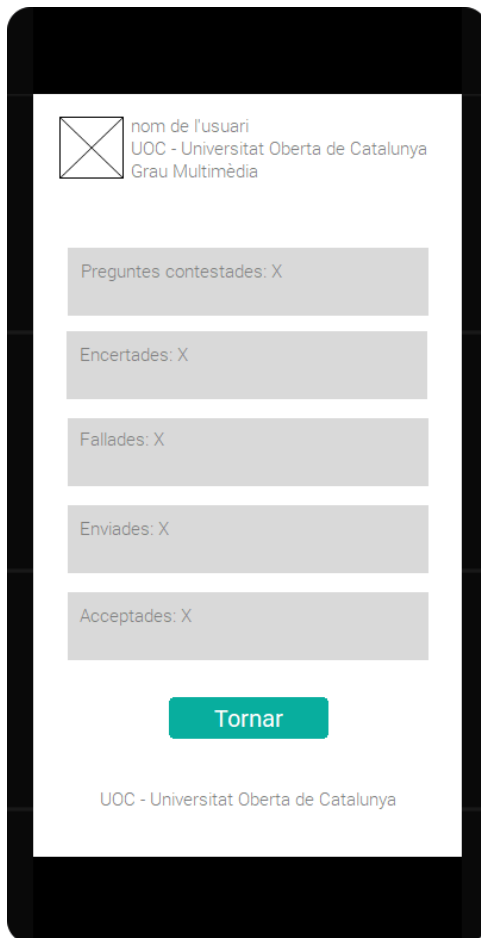 nom de l'usuari
UOC - Universitat Oberta de Catalunya
Grau Multimèdia
Preguntes contestades: X
Encertades: X
Fallades: X
Enviades: X
Acceptades: X
Tornar
UOC - Universitat Oberta de Catalunya